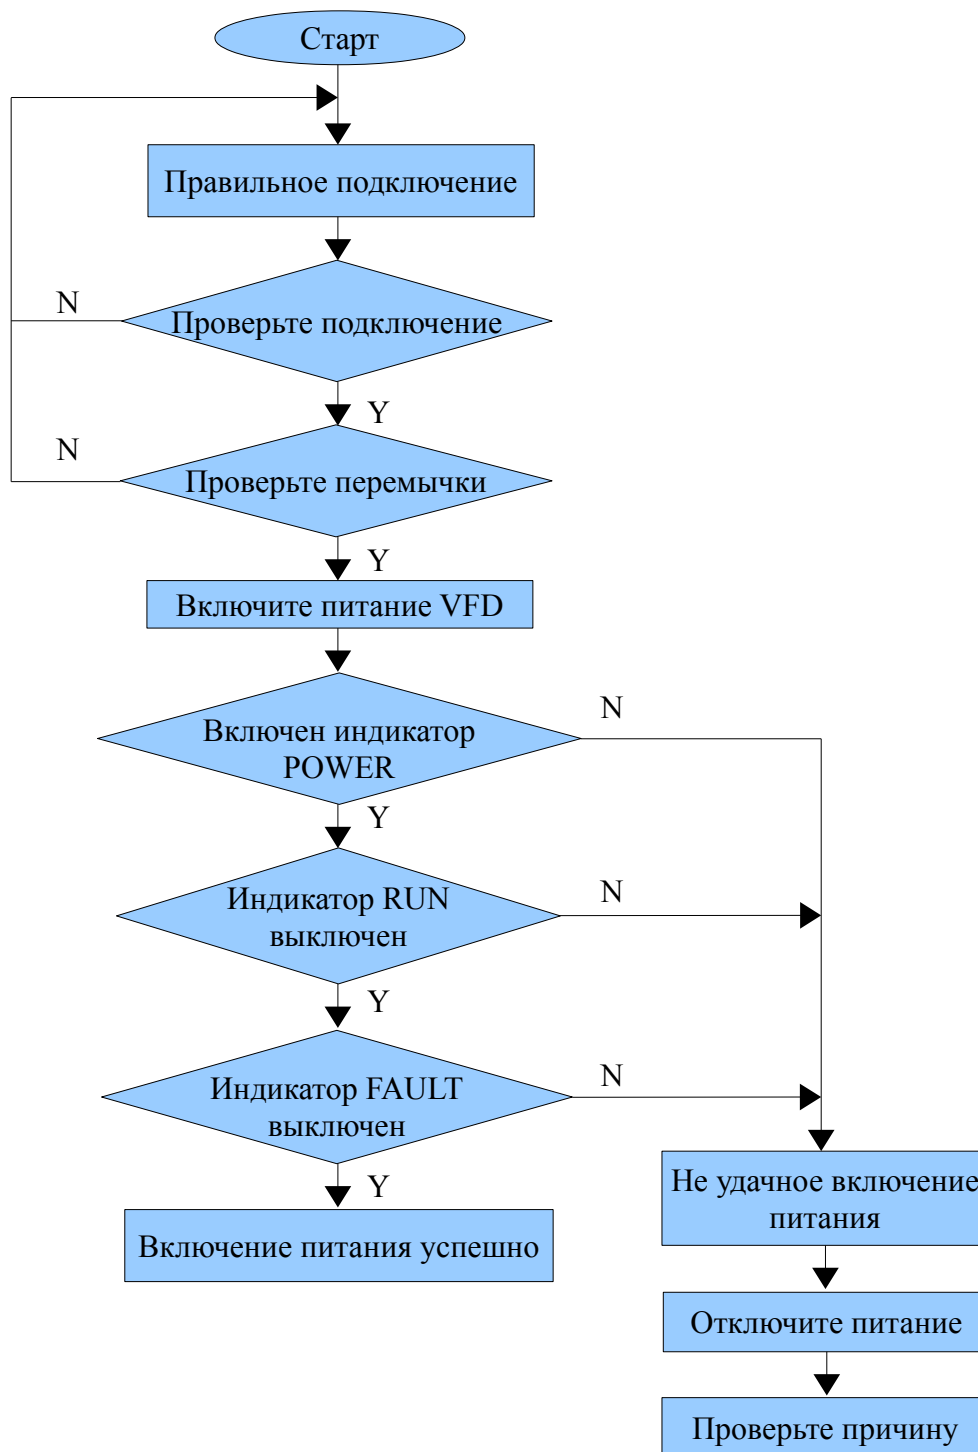 Старт
Правильное подключение
N
Проверьте подключение
Y
N
Проверьте перемычки
Y
Включите питание VFD
N
Включен индикатор
POWER
Y
N
Индикатор RUN
выключен
Y
N
Индикатор FAULT
выключен
Y
Не удачное включение
питания
Включение питания успешно
Отключите питание
Проверьте причину